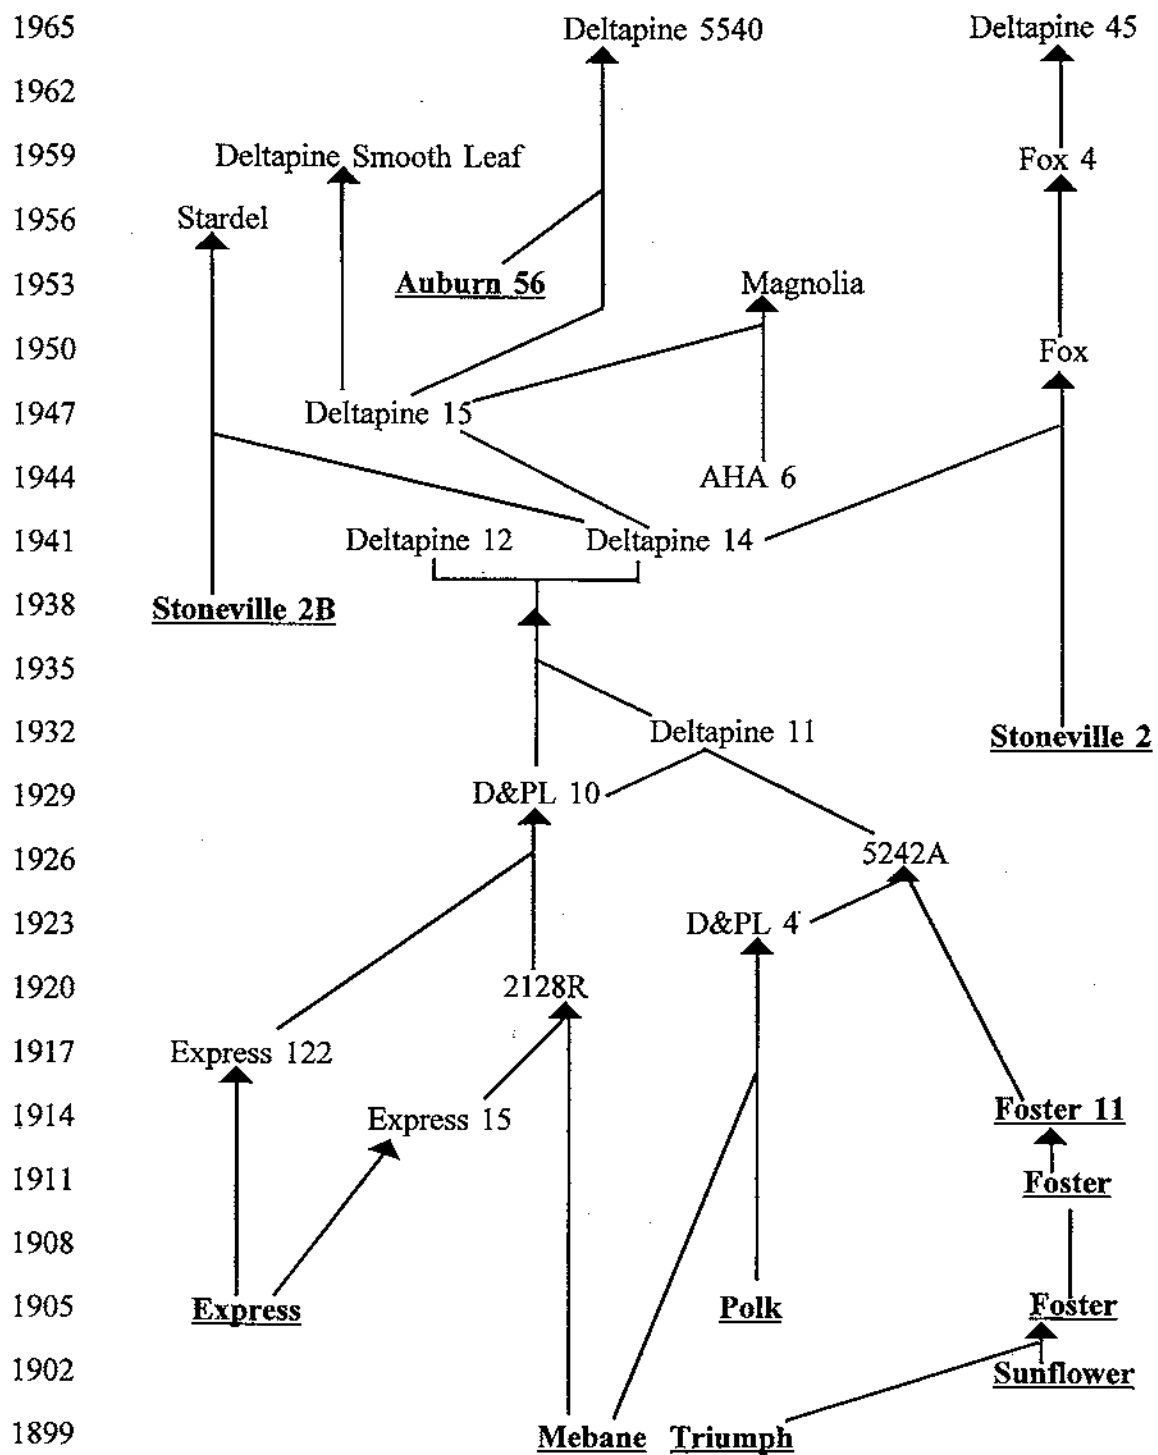 1965 Deltapine 5540 Deltapine 45
1962
1959 Deltapine Smooth Leaf Fox 4
1956 Stardel
1953 Auburn 56 Magnolia
1950 Fox
1947 Deltapine 15
1944 AHA 6
1941 Deltapine 12 Deltapine 14
1938 Stoneville 2B
1935
1932 Deltapine 11 Stoneville 2
1929 D&PL 10
1926 5242A
1923 D&PL 4
1920 2128R
1917 Express 122
1914 Express 15 Foster 11
1911 Foster
1908
1905 Express Polk Foster
1902 Sunflower
1899 Mebane Triumph